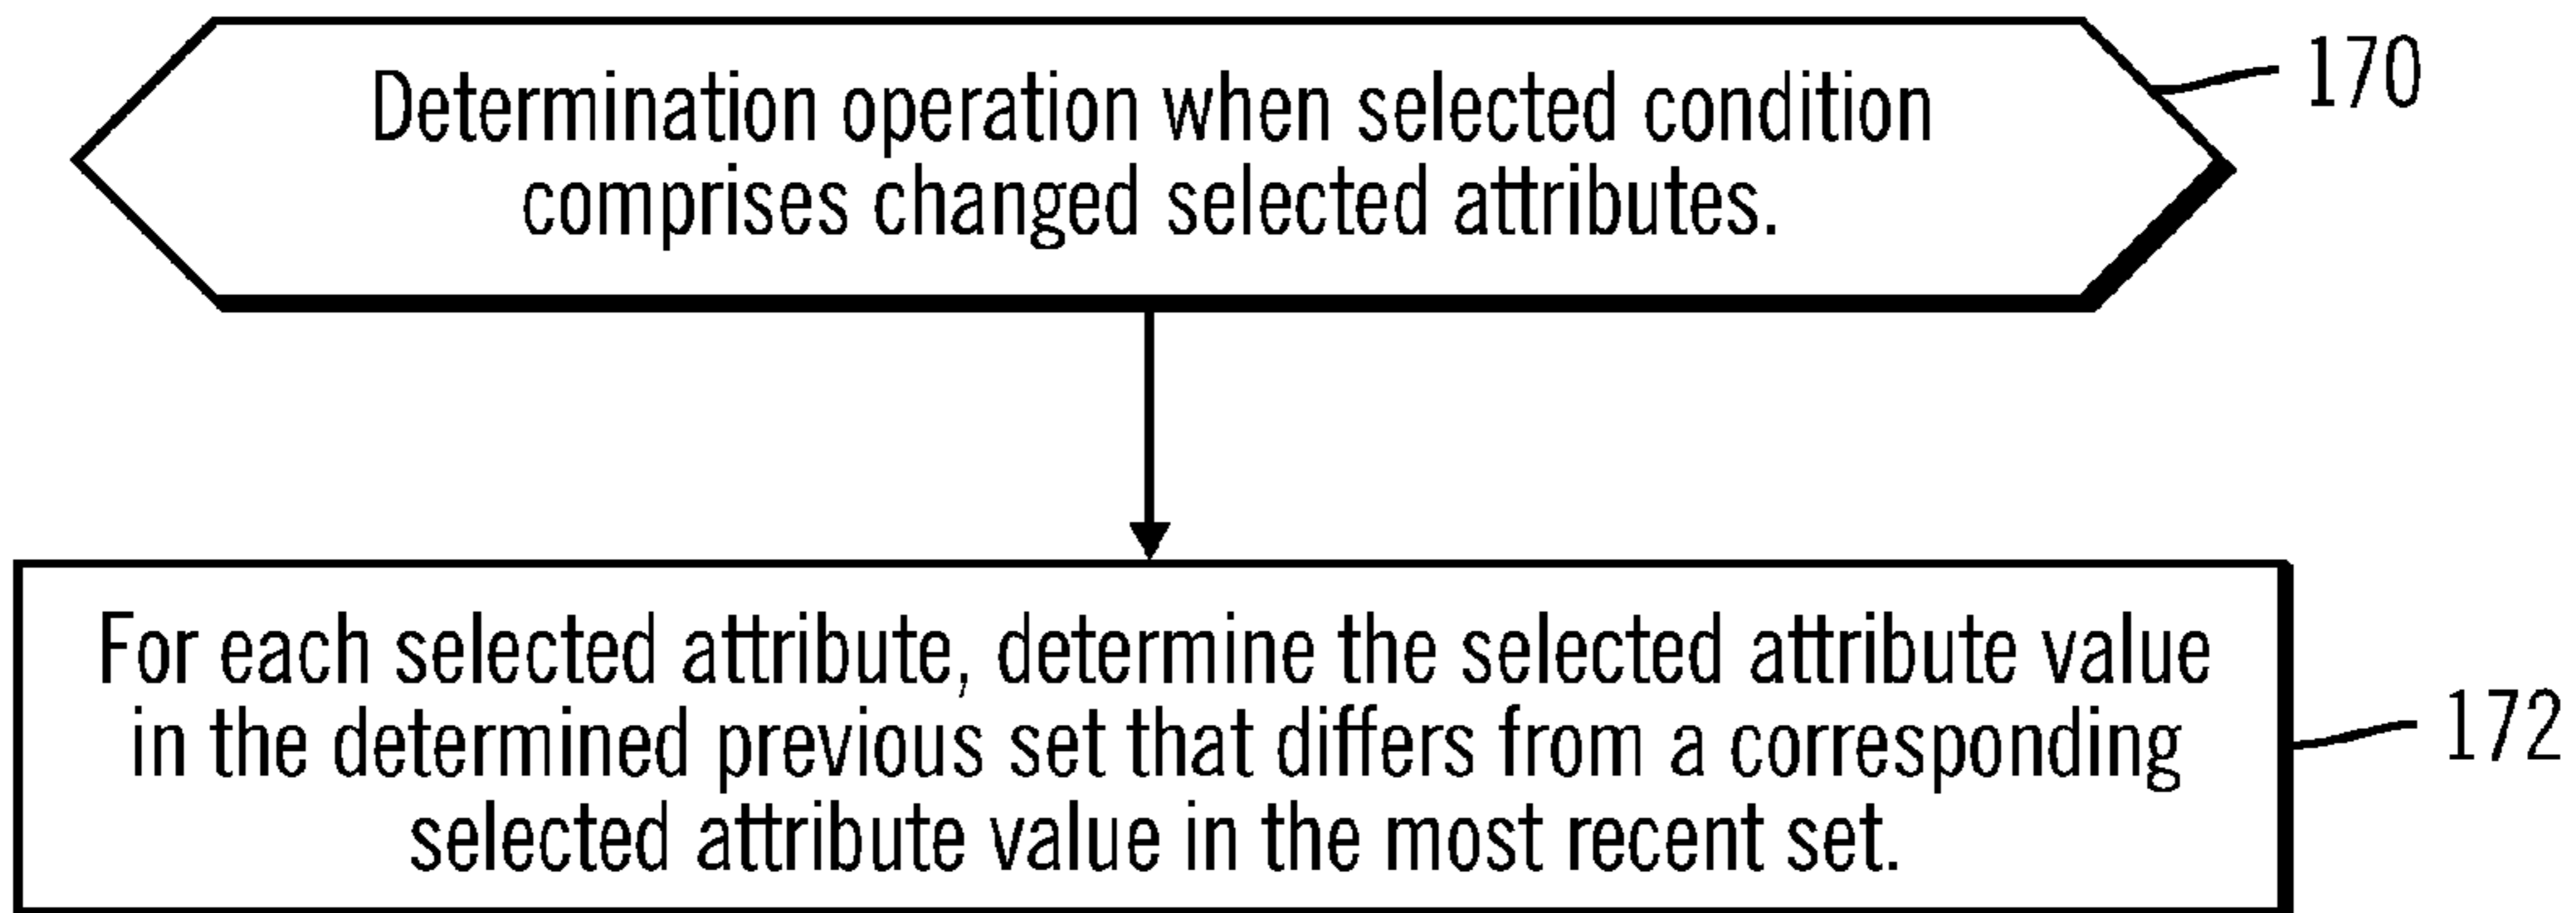 Determination operation when selected condition
comprises changed selected attributes.
170
For each selected attribute, determine the selected attribute value
in the determined previous set that differs from a corresponding
selected attribute value in the most recent set.
172